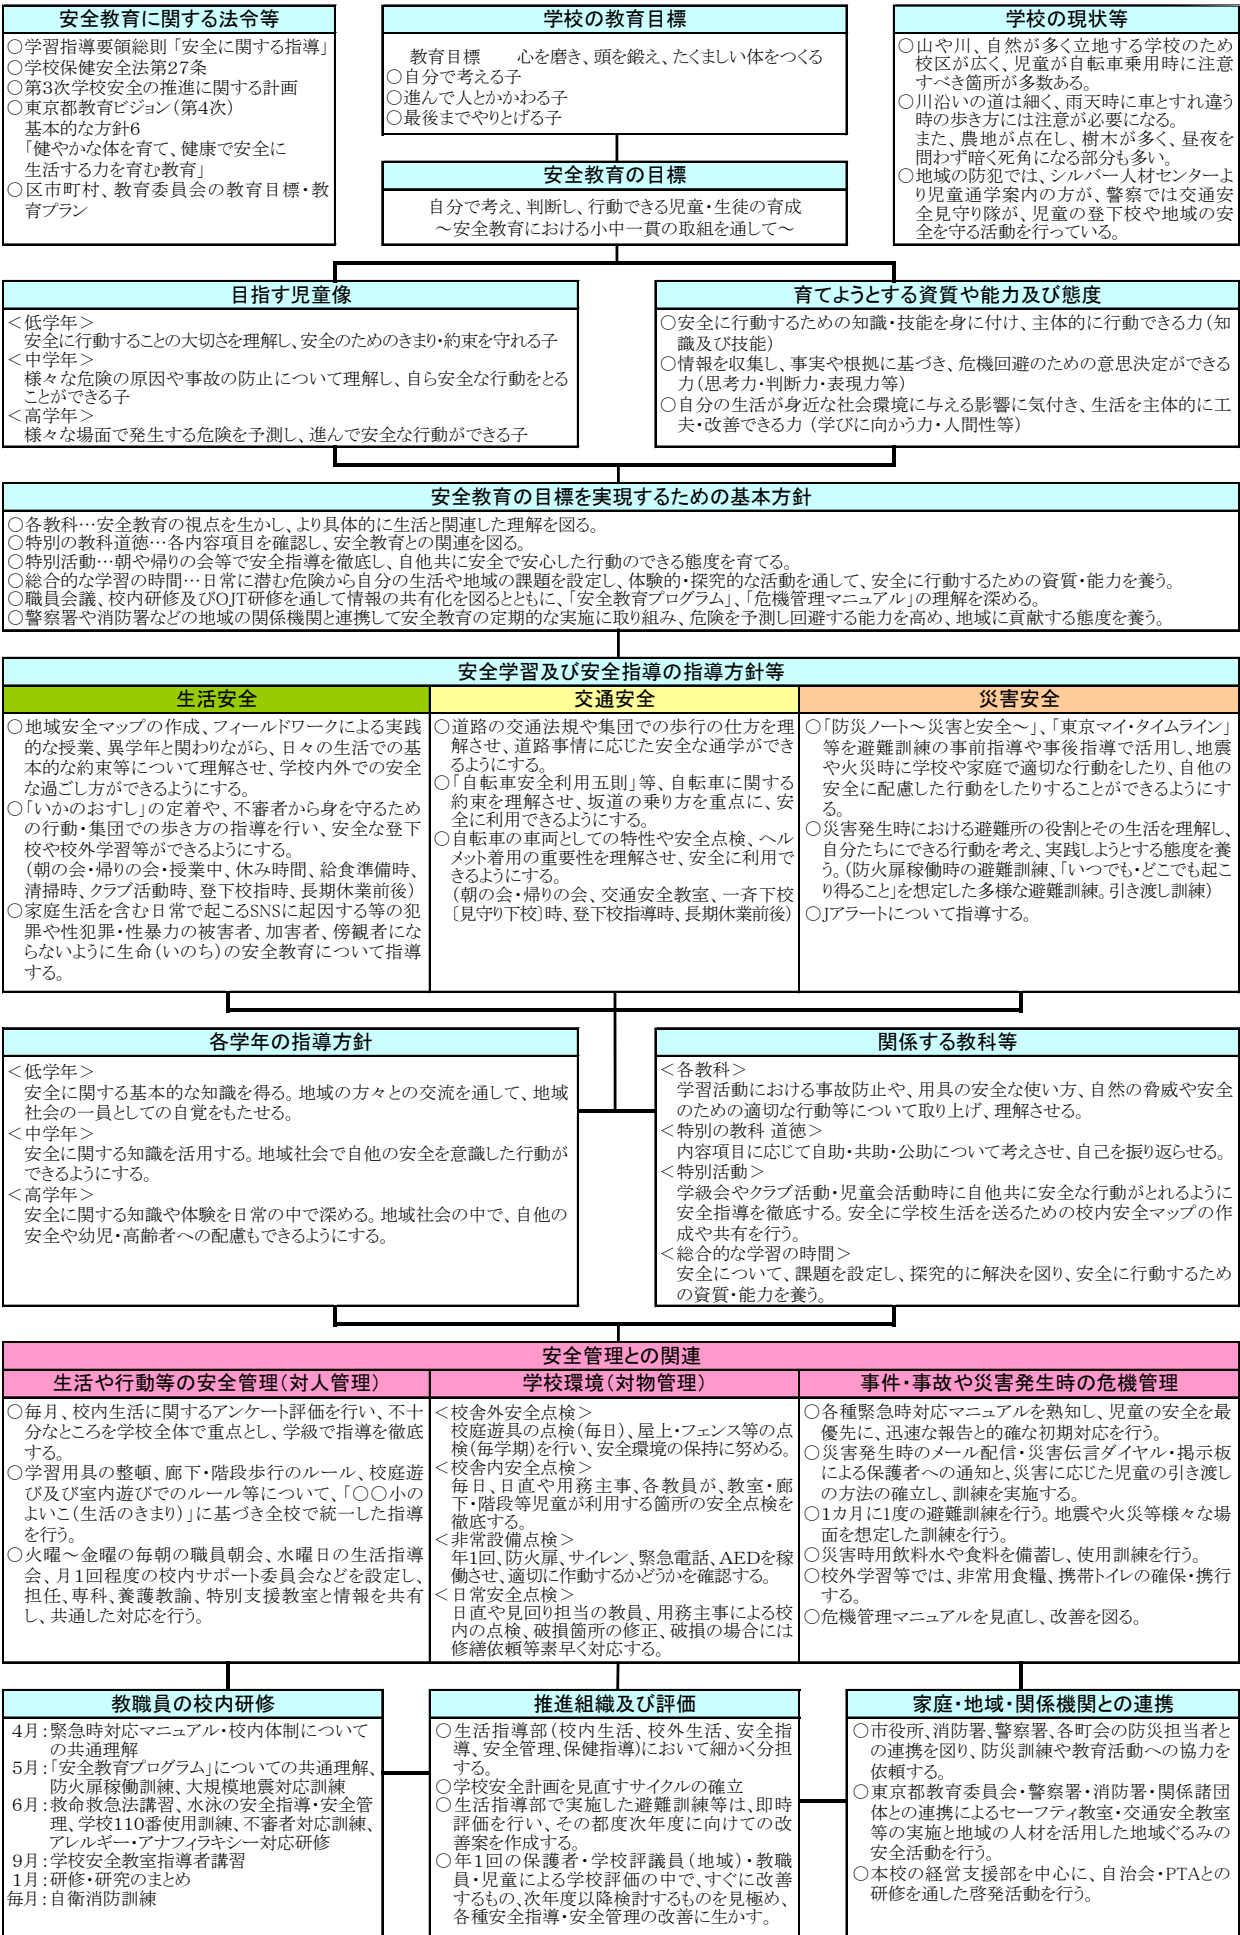 安全教育に関する法令等
○学習指導要領総則「安全に関する指導」
○学校保健安全法第27条
○第3次学校安全の推進に関する計画
○東京都教育ビジョン（第4次）
基本的な方針6
「健やかな体を育て、健康で安全に
生活する力を育む教育」
○区市町村、教育委員会の教育目標・教
育プラン
学校の教育目標
教育目標　　心を磨き、頭を鍛え、たくましい体をつくる
○自分で考える子
○進んで人とかかわる子
○最後までやりとげる子
安全教育の目標
自分で考え、判断し、行動できる児童・生徒の育成
～安全教育における小中一貫の取組を通して～
学校の現状等
○山や川、自然が多く立地する学校のため
校区が広く、児童が自転車乗用時に注意
すべき箇所が多数ある。
○川沿いの道は細く、雨天時に車とすれ違う
時の歩き方には注意が必要になる。
また、農地が点在し、樹木が多く、昼夜を
問わず暗く死角になる部分も多い。
○地域の防犯では、シルバー人材センターよ
り児童通学案内の方が、警察では交通安
全見守り隊が、児童の登下校や地域の安
全を守る活動を行っている。
目指す児童像
＜低学年＞
安全に行動することの大切さを理解し、安全のためのきまり・約束を守れる子
＜中学年＞
様々な危険の原因や事故の防止について理解し、自ら安全な行動をとる
ことができる子
＜高学年＞
様々な場面で発生する危険を予測し、進んで安全な行動ができる子
育てようとする資質や能力及び態度
○安全に行動するための知識・技能を身に付け、主体的に行動できる力（知
識及び技能）
○情報を収集し、事実や根拠に基づき、危機回避のための意思決定ができる
力（思考力・判断力・表現力等）
○自分の生活が身近な社会環境に与える影響に気付き、生活を主体的に工
夫・改善できる力（学びに向かう力・人間性等）
安全教育の目標を実現するための基本方針
○各教科…安全教育の視点を生かし、より具体的に生活と関連した理解を図る。
○特別の教科道徳…各内容項目を確認し、安全教育との関連を図る。
○特別活動…朝や帰りの会等で安全指導を徹底し、自他共に安全で安心した行動のできる態度を育てる。
○総合的な学習の時間…日常に潜む危険から自分の生活や地域の課題を設定し、体験的・探究的な活動を通して、安全に行動するための資質・能力を養う。
○職員会議、校内研修及びOJT研修を通して情報の共有化を図るとともに、「安全教育プログラム」、「危機管理マニュアル」の理解を深める。
○警察署や消防署などの地域の関係機関と連携して安全教育の定期的な実施に取り組み、危険を予測し回避する能力を高め、地域に貢献する態度を養う。
安全学習及び安全指導の指導方針等
生活安全
○地域安全マップの作成、フィールドワークによる実践
的な授業、異学年と関わりながら、日々の生活での基
本的な約束等について理解させ、学校内外での安全
な過ごし方ができるようにする。
○「いかのおすし」の定着や、不審者から身を守るため
の行動・集団での歩き方の指導を行い、安全な登下
校や校外学習等ができるようにする。
（朝の会・帰りの会・授業中、休み時間、給食準備時、
清掃時、クラブ活動時、登下校指時、長期休業前後）
○家庭生活を含む日常で起こるSNSに起因する等の犯
罪や性犯罪・性暴力の被害者、加害者、傍観者にな
らないように生命（いのち）の安全教育について指導
する。
交通安全
○道路の交通法規や集団での歩行の仕方を理
解させ、道路事情に応じた安全な通学ができ
るようにする。
○「自転車安全利用五則」等、自転車に関する
約束を理解させ、坂道の乗り方を重点に、安
全に利用できるようにする。
○自転車の車両としての特性や安全点検、ヘル
メット着用の重要性を理解させ、安全に利用で
きるようにする。
（朝の会・帰りの会、交通安全教室、一斉下校
〔見守り下校〕時、登下校指導時、長期休業前後）
災害安全
○「防災ノート～災害と安全～」、「東京マイ・タイムライン」
等を避難訓練の事前指導や事後指導で活用し、地震
や火災時に学校や家庭で適切な行動をしたり、自他の
安全に配慮した行動をしたりすることができるようにす
る。
○災害発生時における避難所の役割とその生活を理解し、
自分たちにできる行動を考え、実践しようとする態度を養
う。（防火扉稼働時の避難訓練、「いつでも・どこでも起こ
り得ること」を想定した多様な避難訓練。引き渡し訓練）
○Jアラートについて指導する。
各学年の指導方針
＜低学年＞
安全に関する基本的な知識を得る。地域の方々との交流を通して、地域
社会の一員としての自覚をもたせる。
＜中学年＞
安全に関する知識を活用する。地域社会で自他の安全を意識した行動が
できるようにする。
＜高学年＞
安全に関する知識や体験を日常の中で深める。地域社会の中で、自他の
安全や幼児・高齢者への配慮もできるようにする。
関係する教科等
＜各教科＞
学習活動における事故防止や、用具の安全な使い方、自然の脅威や安全
のための適切な行動等について取り上げ、理解させる。
＜特別の教科 道徳＞
内容項目に応じて自助・共助・公助について考えさせ、自己を振り返らせる。
＜特別活動＞
学級会やクラブ活動・児童会活動時に自他共に安全な行動がとれるように
安全指導を徹底する。安全に学校生活を送るための校内安全マップの作
成や共有を行う。
＜総合的な学習の時間＞
安全について、課題を設定し、探究的に解決を図り、安全に行動するため
の資質・能力を養う。
安全管理との関連
生活や行動等の安全管理（対人管理）
○毎月、校内生活に関するアンケート評価を行い、不十
分なところを学校全体で重点とし、学級で指導を徹底
する。
○学習用具の整頓、廊下・階段歩行のルール、校庭遊
び及び室内遊びでのルール等について、「○○小の
よいこ（生活のきまり）」に基づき全校で統一した指導
を行う。
○火曜～金曜の毎朝の職員朝会、水曜日の生活指導
会、月1回程度の校内サポート委員会などを設定し、
担任、専科、養護教諭、特別支援教室と情報を共有
し、共通した対応を行う。
学校環境（対物管理）
＜校舎外安全点検＞
校庭遊具の点検（毎日）、屋上・フェンス等の点
検（毎学期）を行い、安全環境の保持に努める。
＜校舎内安全点検＞
毎日、日直や用務主事、各教員が、教室・廊
下・階段等児童が利用する箇所の安全点検を
徹底する。
＜非常設備点検＞
年1回、防火扉、サイレン、緊急電話、AEDを稼
働させ、適切に作動するかどうかを確認する。
＜日常安全点検＞
日直や見回り担当の教員、用務主事による校
内の点検、破損箇所の修正、破損の場合には
修繕依頼等素早く対応する。
事件・事故や災害発生時の危機管理
○各種緊急時対応マニュアルを熟知し、児童の安全を最
優先に、迅速な報告と的確な初期対応を行う。
○災害発生時のメール配信・災害伝言ダイヤル・掲示板
による保護者への通知と、災害に応じた児童の引き渡し
の方法の確立し、訓練を実施する。
○1カ月に1度の避難訓練を行う。地震や火災等様々な場
面を想定した訓練を行う。
○災害時用飲料水や食料を備蓄し、使用訓練を行う。
○校外学習等では、非常用食糧、携帯トイレの確保・携行
する。
○危機管理マニュアルを見直し、改善を図る。
教職員の校内研修
4月：緊急時対応マニュアル・校内体制について
の共通理解
5月：「安全教育プログラム」についての共通理解、
防火扉稼働訓練、大規模地震対応訓練
6月：救命救急法講習、水泳の安全指導・安全管
理、学校110番使用訓練、不審者対応訓練、
アレルギー・アナフィラキシー対応研修
9月：学校安全教室指導者講習
1月：研修・研究のまとめ
毎月：自衛消防訓練
推進組織及び評価
○生活指導部（校内生活、校外生活、安全指
導、安全管理、保健指導）において細かく分担
する。
○学校安全計画を見直すサイクルの確立
○生活指導部で実施した避難訓練等は、即時
評価を行い、その都度次年度に向けての改
善案を作成する。
○年1回の保護者・学校評議員（地域）・教職
員・児童による学校評価の中で、すぐに改善
するもの、次年度以降検討するものを見極め、
各種安全指導・安全管理の改善に生かす。
家庭・地域・関係機関との連携
○市役所、消防署、警察署、各町会の防災担当者と
の連携を図り、防災訓練や教育活動への協力を
依頼する。
○東京都教育委員会・警察署・消防署・関係諸団
体との連携によるセーフティ教室・交通安全教室
等の実施と地域の人材を活用した地域ぐるみの
安全活動を行う。
○本校の経営支援部を中心に、自治会・PTAとの
研修を通した啓発活動を行う。